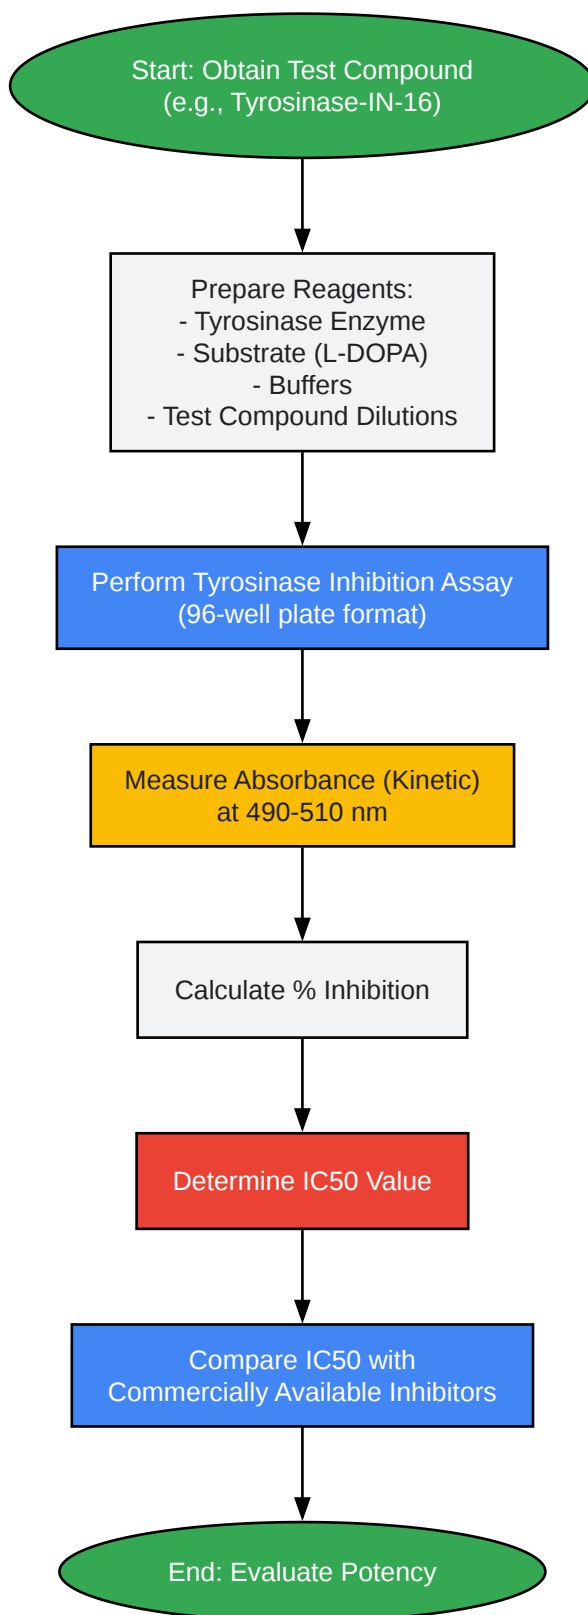 Start: Obtain Test Compound
(e.g., Tyrosinase-IN-16)
Prepare Reagents:
- Tyrosinase Enzyme
- Substrate (L-DOPA)
- Buffers
- Test Compound Dilutions
Perform Tyrosinase Inhibition Assay
(96-well plate format)
Measure Absorbance (Kinetic)
at 490-510 nm
Calculate % Inhibition
Determine IC50 Value
Compare IC50 with
Commercially Available Inhibitors
End: Evaluate Potency